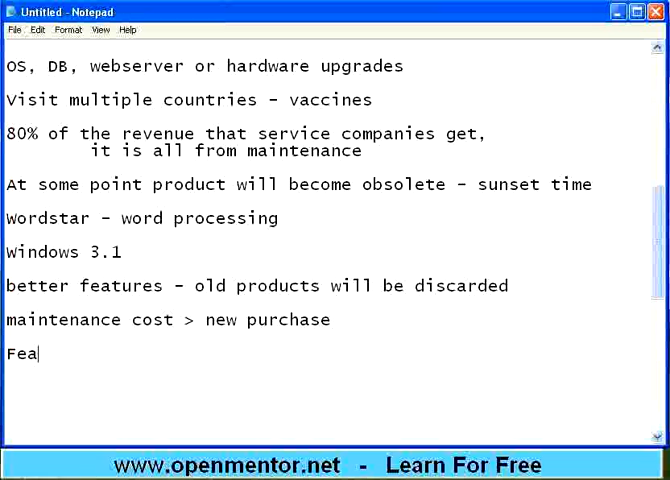 Untitled - Notepad
File Edit Format View Help
OS, DB, webserver or hardware upgrades
Visit multiple countries - vaccines
80% of the revenue that service companies get,
it is all from maintenance
At some point product will become obsolete - sunset time
Wordstar - word processing
Windows 3.1
better features - old products will be discarded
maintenance cost > new purchase
Fea
www.openmentor.net - Learn For Free